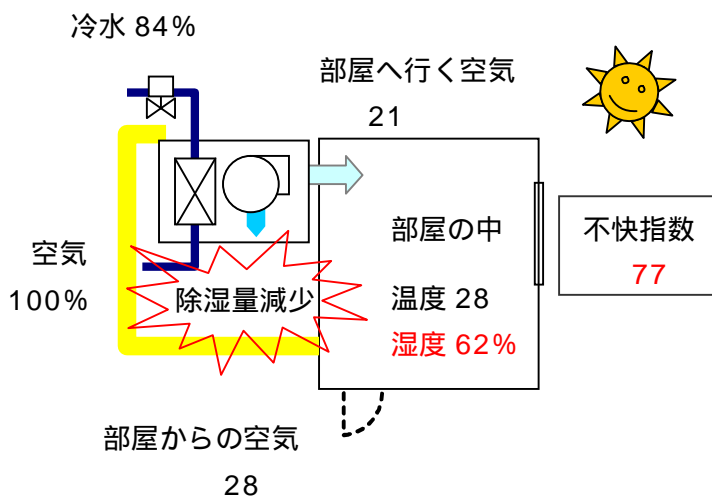 冷水 84%
部屋へ行く空気
21
部屋の中
不快指数
77
空気
100%
除湿量減少
温度 28
湿度 62%
部屋からの空気
28